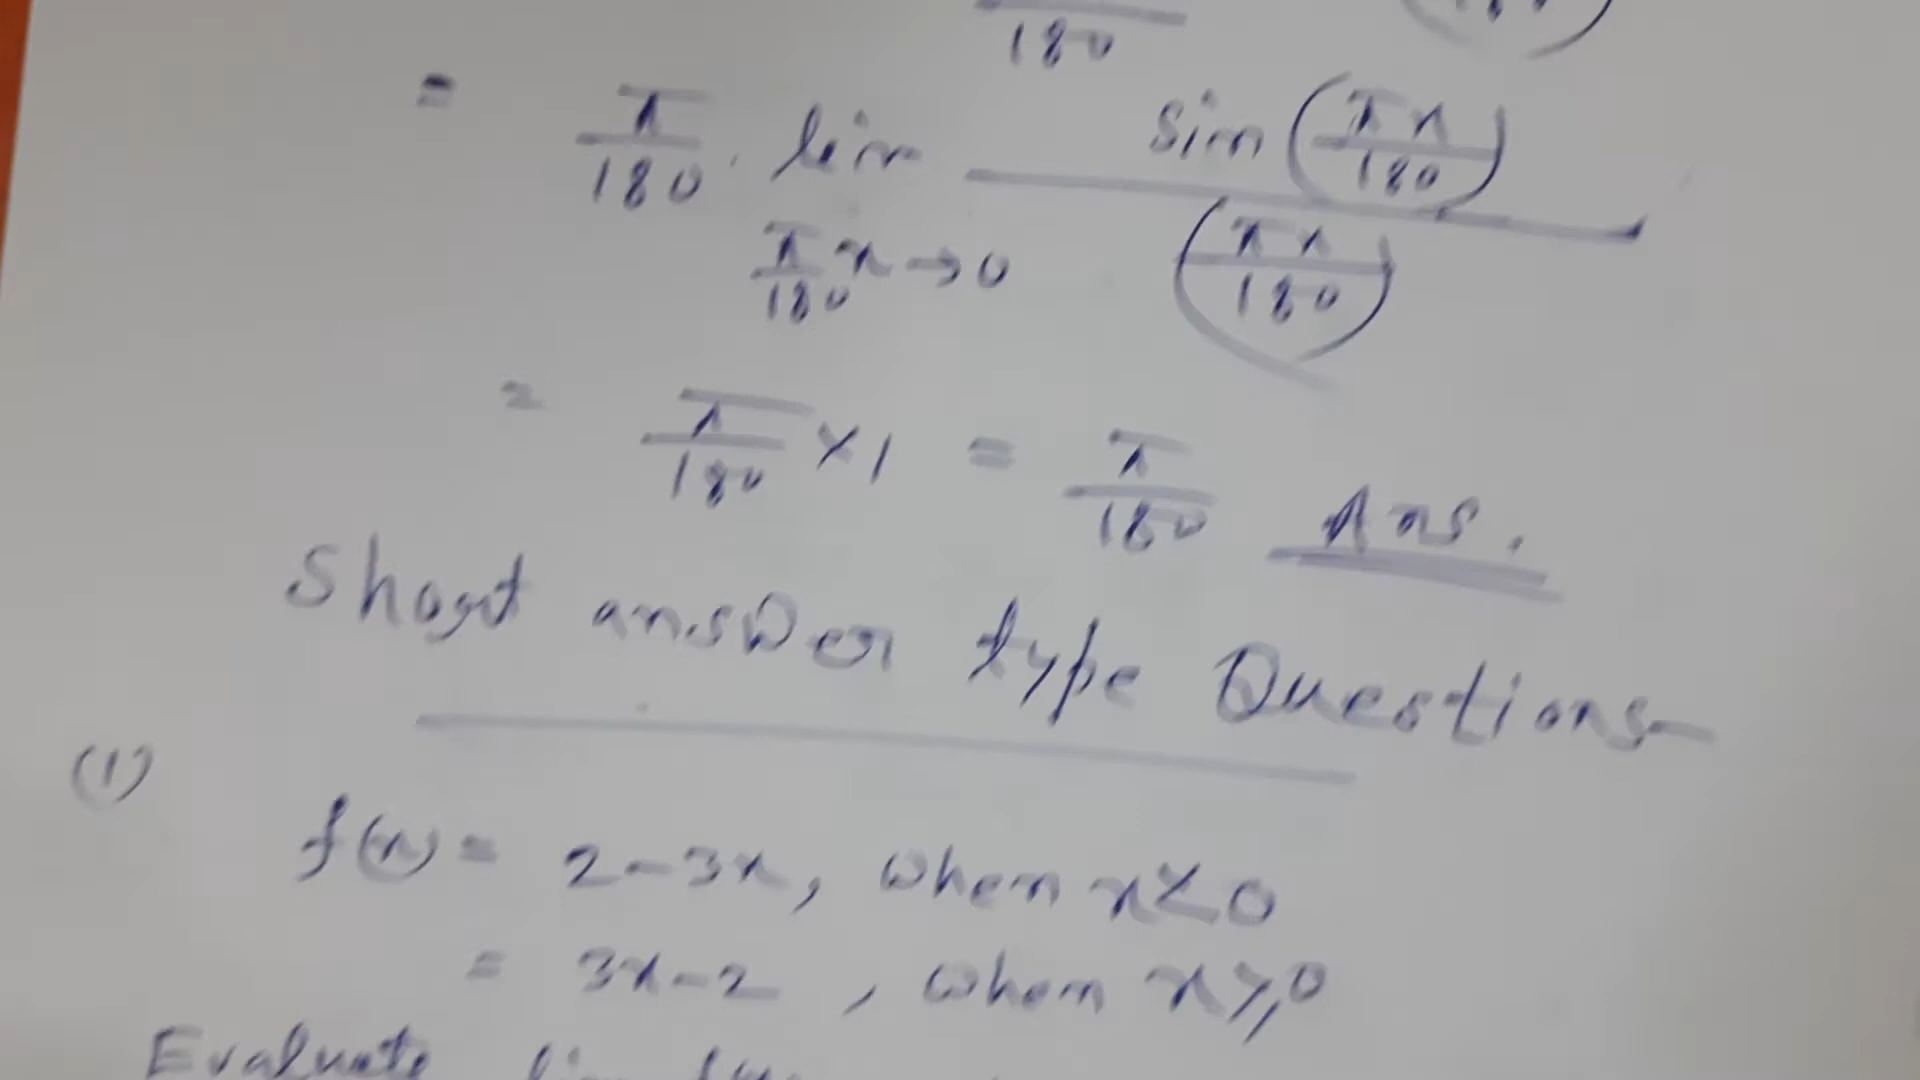 180
= π/180 . lim sin(πx/180)
π/180 x→0 (πx/180)
= π/180 ×1 = π/180 Ans.
Short answer type Questions-
(1)
f(x) = 2-3x, when x<0
= 3x-2, when x≥0
Evaluate lim